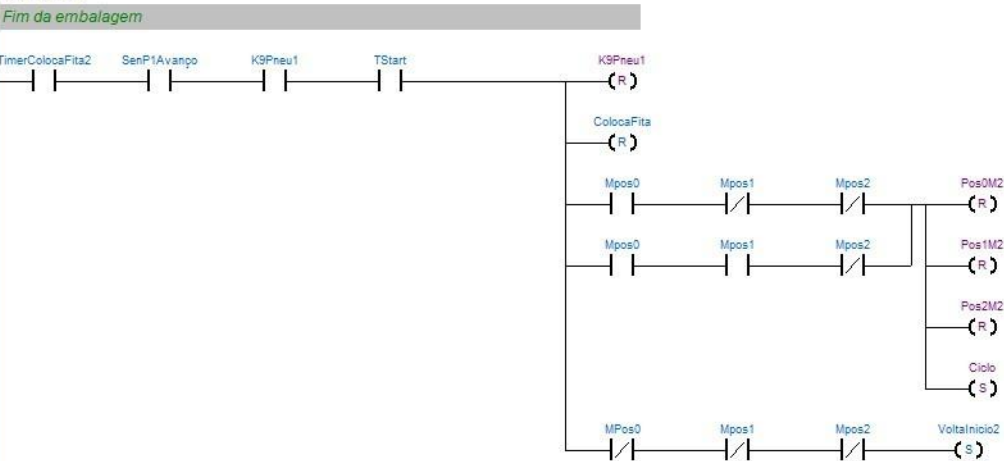 Fim da embalagem
TimerColocaFita2 SenP1Avanço K9Pneu1 TStart K9Pneu1
R
ColocaFita
R
Mpos0 Mpos1 Mpos2 Pos0M2
R
Mpos0 Mpos1 Mpos2 Pos1M2
R
Pos2M2
R
Ciclo
S
MPos0 Mpos1 Mpos2 VoltaInicio2
S